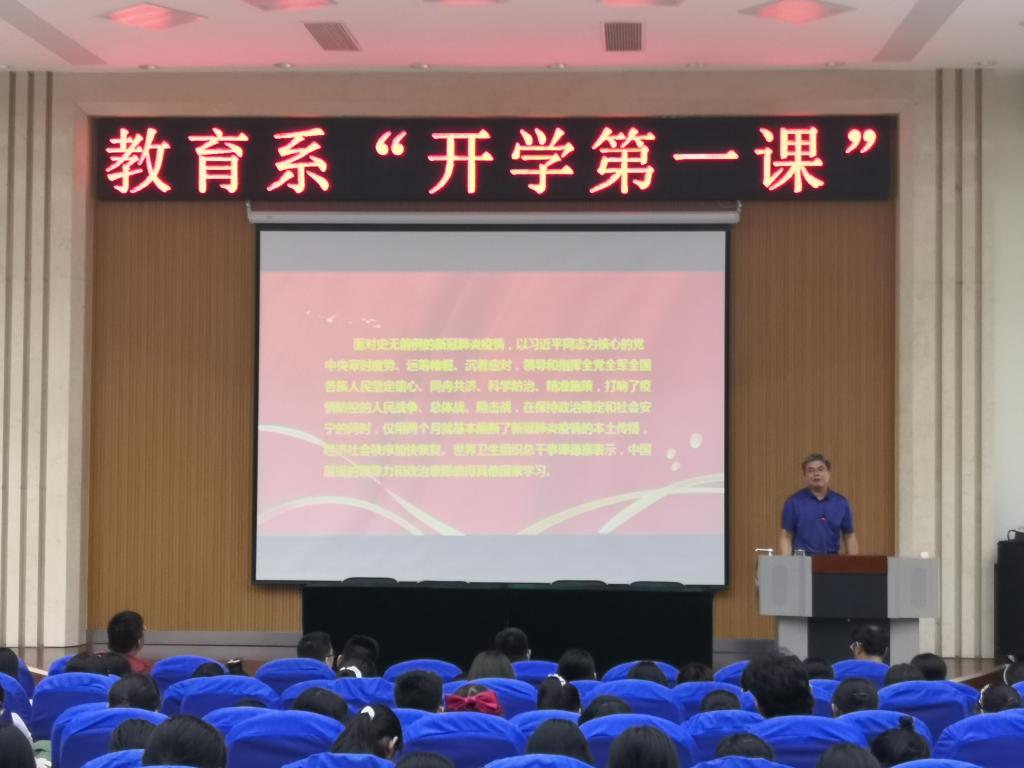 教育系“开学第一课”
面对史无前例的新冠肺炎疫情，以习近平同志为核心的党
中央审时度势、运筹帷幄、沉着应对，领导和指挥全党全军全国
各族人民坚定信心、同舟共济、科学防治、精准施策，打响了疫
情防控的人民战争、总体战、阻击战，在保持政治稳定和社会安
宁的同时，仅用两个月就基本阻断了新冠肺炎疫情的本土传播，
经济社会秩序加快恢复。世界卫生组织总干事谭德塞表示，中国
展现的领导力和政治意愿值得其他国家学习。